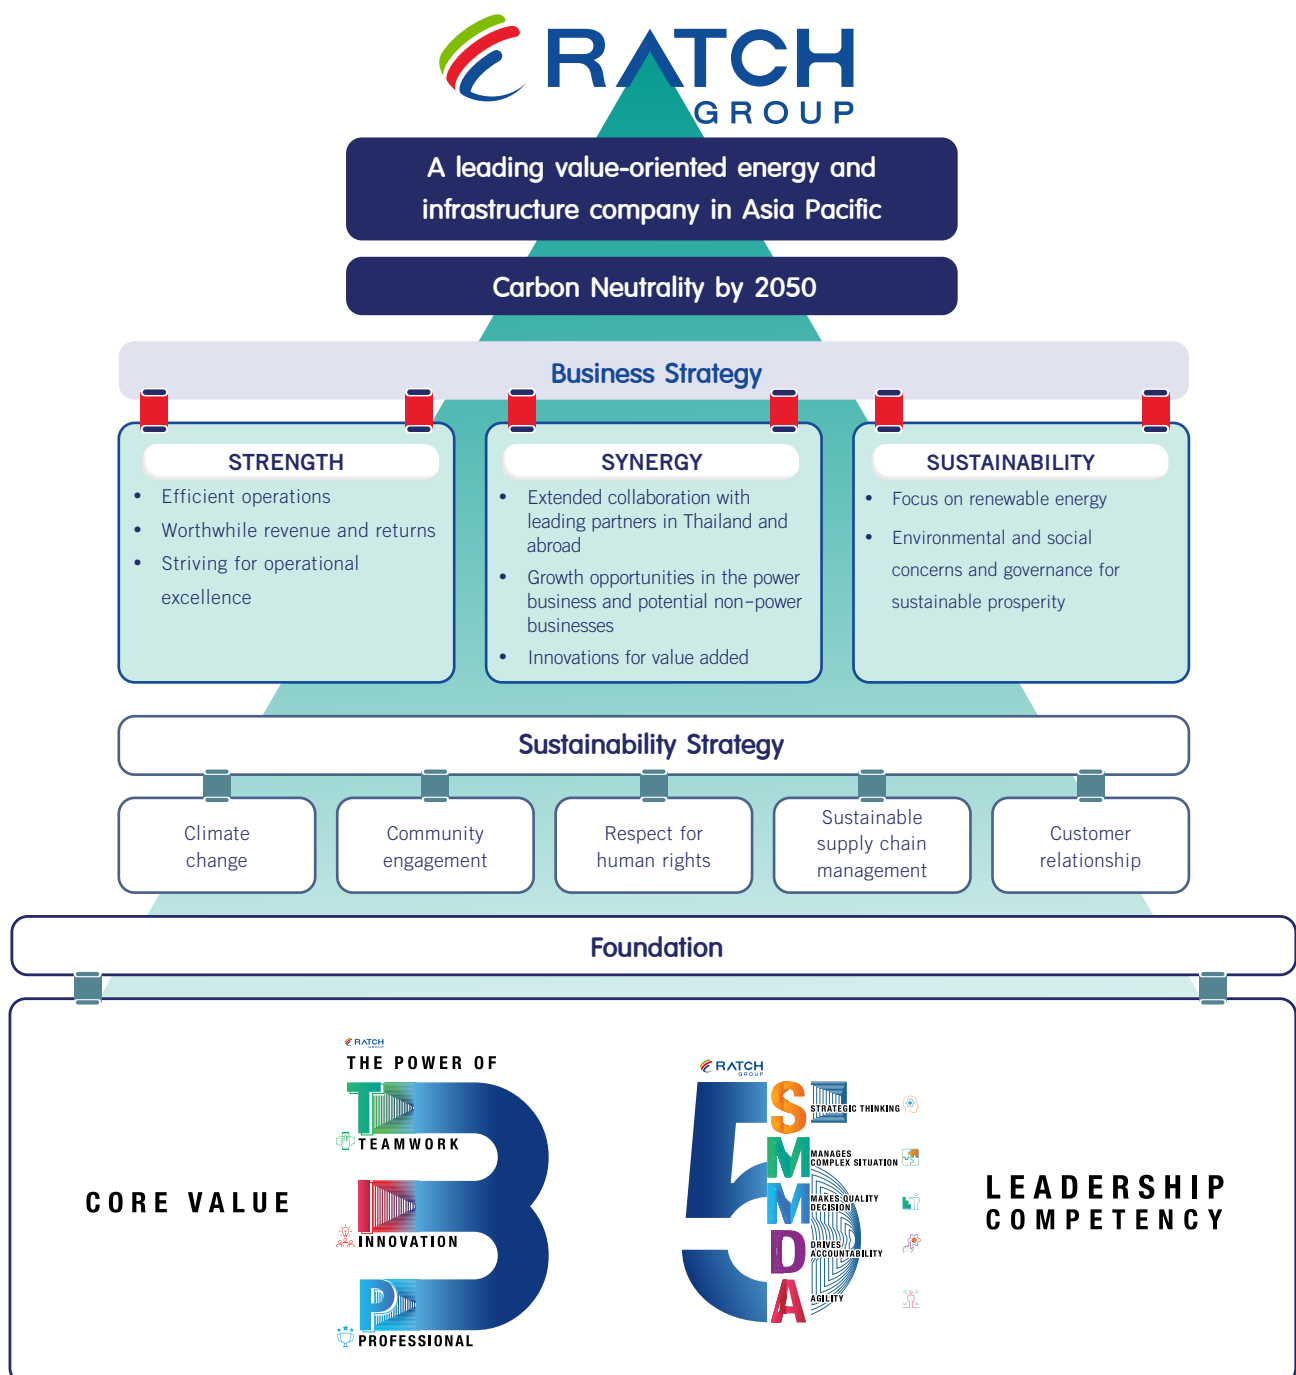 RATCH
GROUP
A leading value-oriented energy and
infrastructure company in Asia Pacific
Carbon Neutrality by 2050
Business Strategy
STRENGTH
• Efficient operations
• Worthwhile revenue and returns
• Striving for operational
excellence
SYNERGY
• Extended collaboration with
leading partners in Thailand and
abroad
• Growth opportunities in the power
business and potential non-power
businesses
• Innovations for value added
SUSTAINABILITY
• Focus on renewable energy
• Environmental and social
concerns and governance for
sustainable prosperity
Sustainability Strategy
Climate
change
Community
engagement
Respect for
human rights
Sustainable
supply chain
management
Customer
relationship
Foundation
CORE VALUE
RATCH
GROUP
THE POWER OF
3
T
TEAMWORK
I
INNOVATION
P
PROFESSIONAL
RATCH
GROUP
5
S
STRATEGIC THINKING
M
MANAGES
COMPLEX SITUATION
M
MAKES QUALITY
DECISION
D
DRIVES
ACCOUNTABILITY
A
AGILITY
LEADERSHIP
COMPETENCY